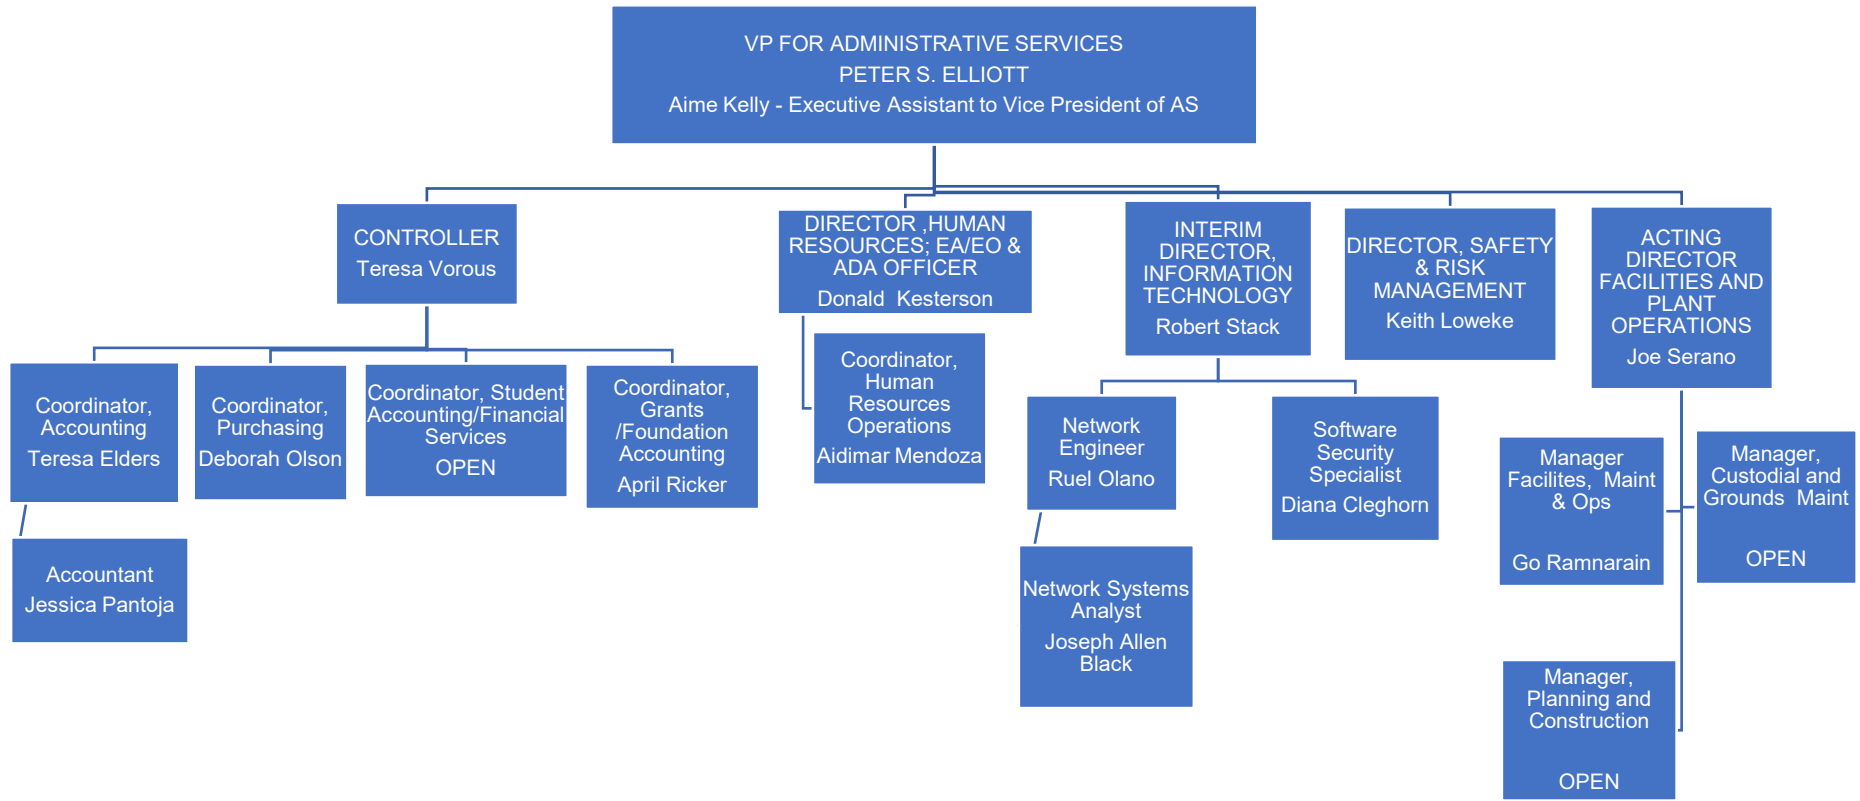 VP FOR ADMINISTRATIVE SERVICES
PETER S. ELLIOTT
Aime Kelly - Executive Assistant to Vice President of AS
CONTROLLER
Teresa Vorous
DIRECTOR ,HUMAN
RESOURCES; EA/EO &
ADA OFFICER
Donald Kesterson
INTERIM
DIRECTOR,
INFORMATION
TECHNOLOGY
Robert Stack
DIRECTOR, SAFETY
& RISK
MANAGEMENT
Keith Loweke
ACTING
DIRECTOR
FACILITIES AND
PLANT
OPERATIONS
Joe Serano
Coordinator,
Accounting
Teresa Elders
Coordinator,
Purchasing
Deborah Olson
Coordinator, Student
Accounting/Financial
Services
OPEN
Coordinator,
Grants
/Foundation
Accounting
April Ricker
Coordinator,
Human
Resources
Operations
Aidimar Mendoza
Network
Engineer
Ruel Olano
Software
Security
Specialist
Diana Cleghorn
Manager
Facilites, Maint
& Ops
Go Ramnarain
Manager,
Custodial and
Grounds Maint
OPEN
Accountant
Jessica Pantoja
Network Systems
Analyst
Joseph Allen
Black
Manager,
Planning and
Construction
OPEN